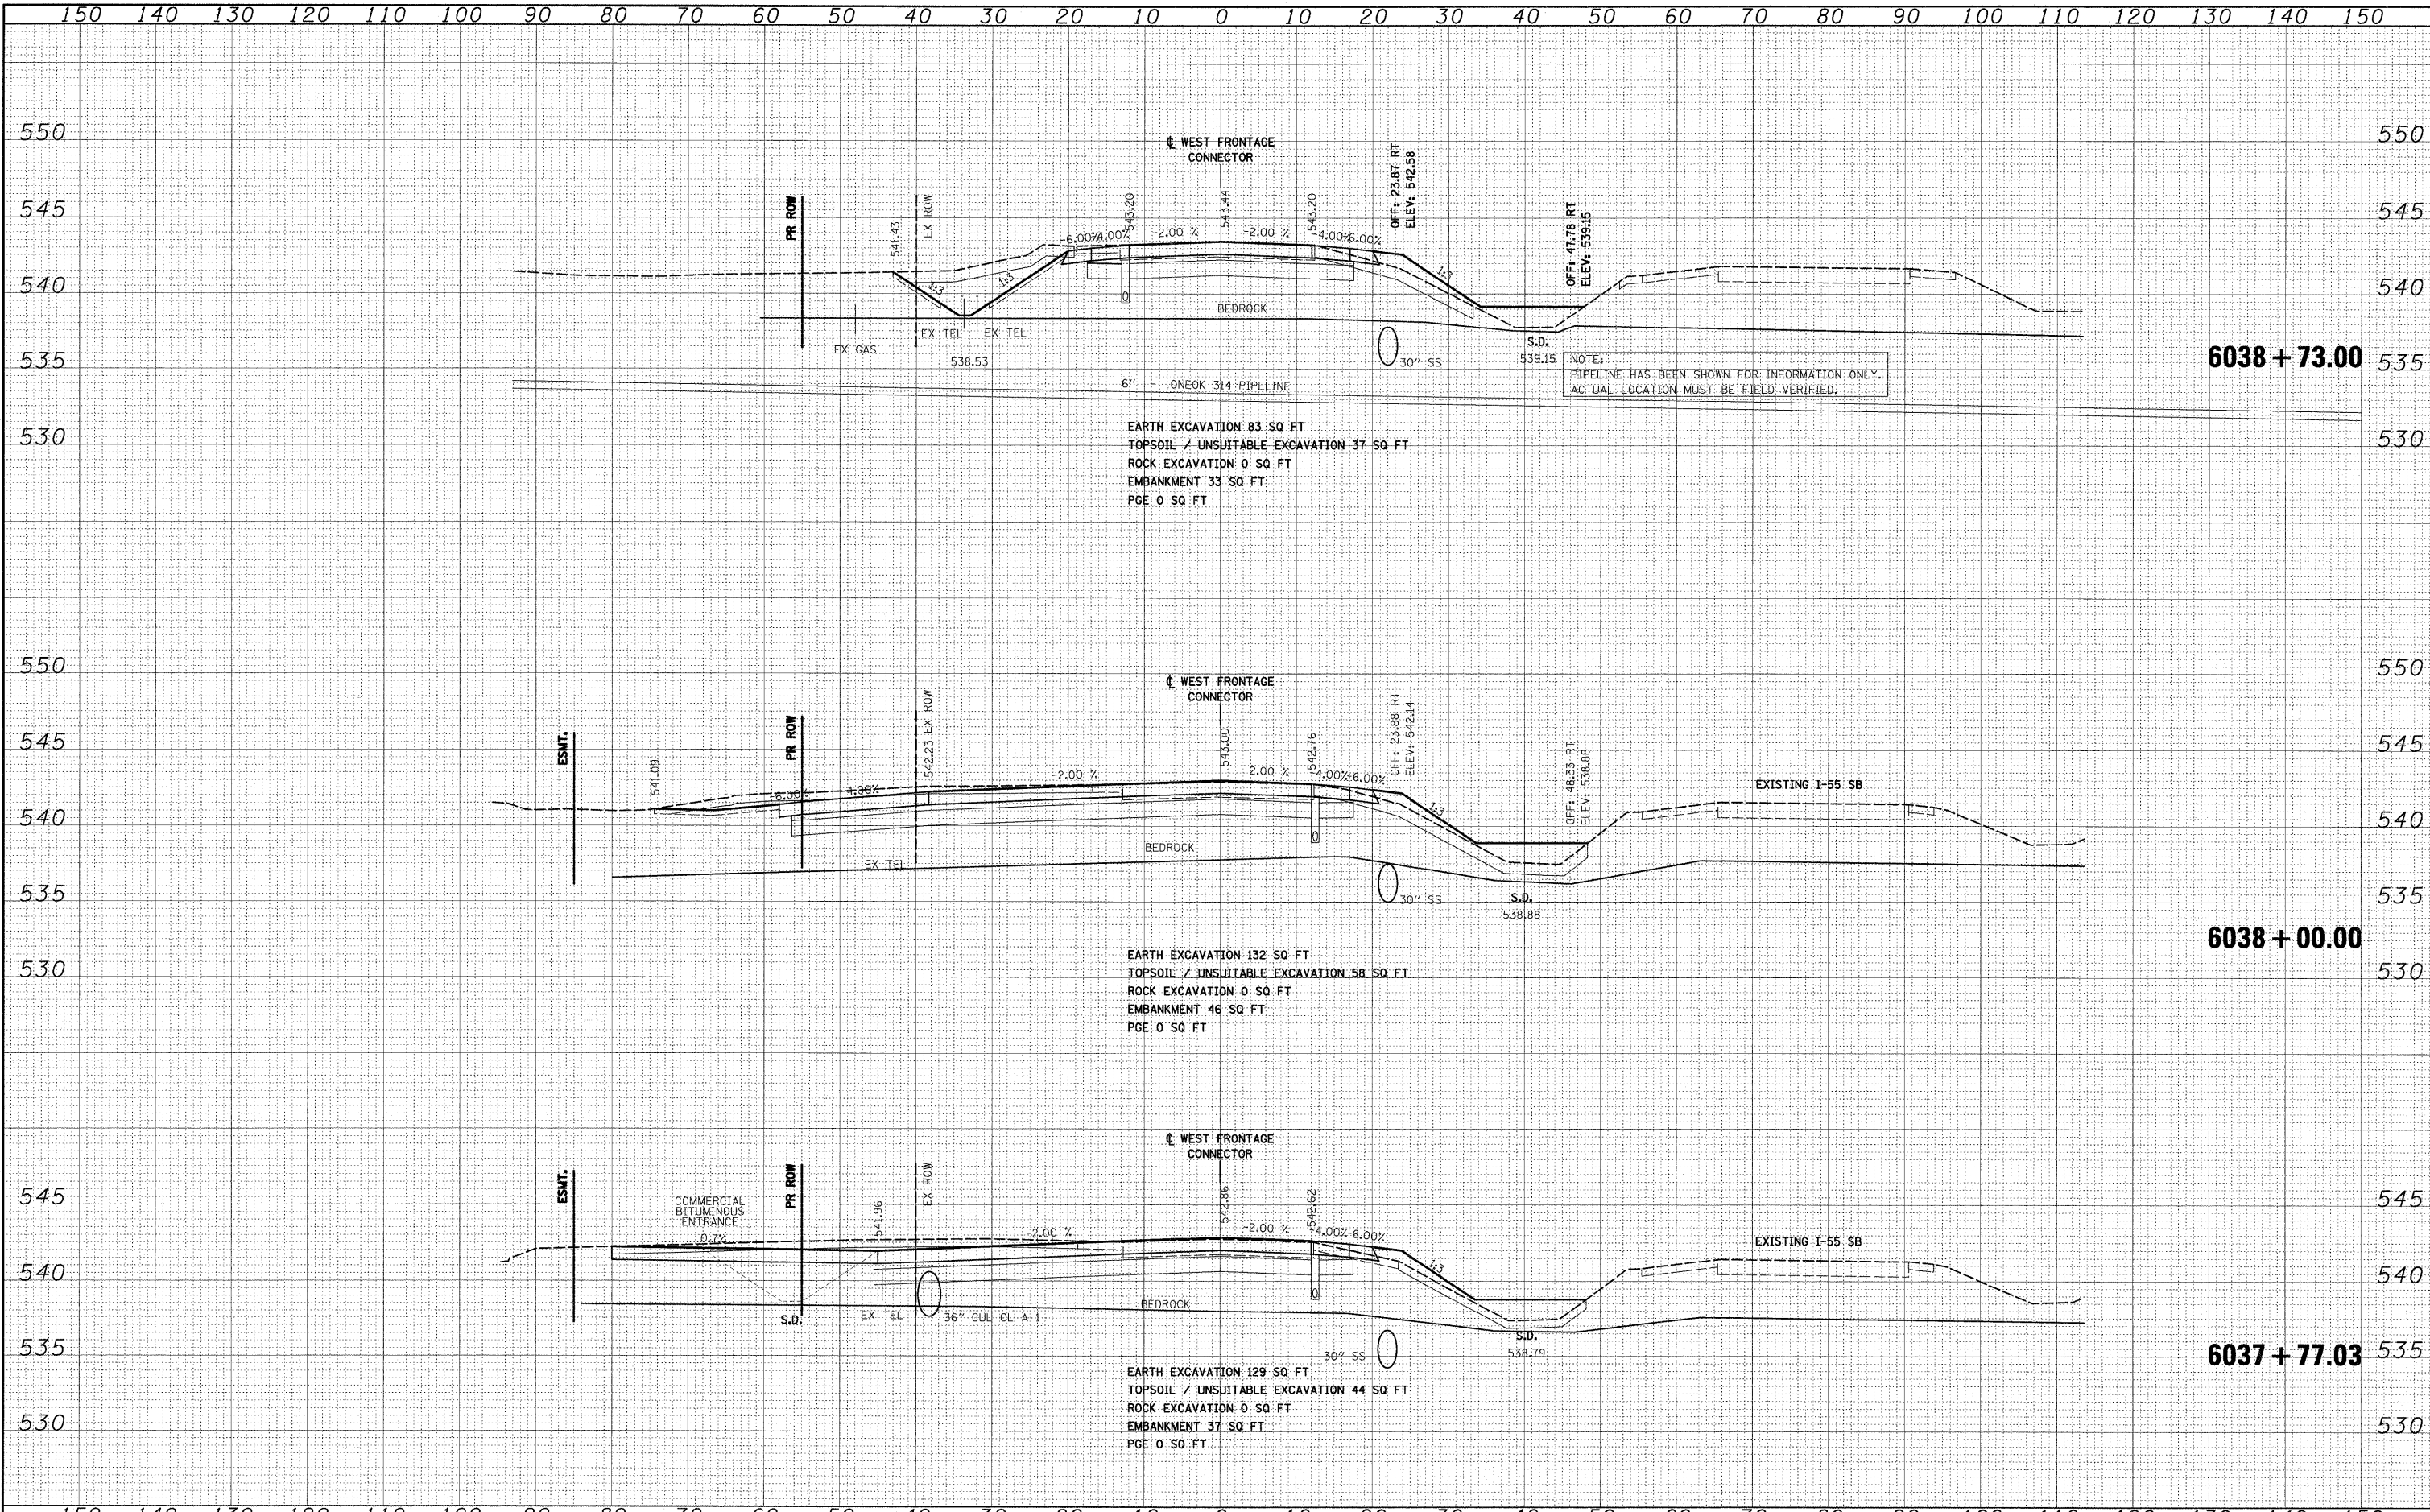 150 140 130 120 110 100 90 80 70 60 50 40 30 20 10 0 10 20 30 40 50 60 70 80 90 100 110 120 130 140 150
550 550
℄ WEST FRONTAGE
CONNECTOR
OFF: 23.87 RT
ELEV: 542.58
545 545
PR ROW
541.43
EX ROW
543.20
543.44
543.20
OFF: 47.78 RT
ELEV: 539.15
-6.00% -4.00% -2.00 % -2.00 % -4.00% -6.00%
1:3
1:3
1:3
540 540
BEDROCK
EX TEL EX TEL
EX GAS
538.53
30" SS
S.D.
539.15
535 535
6038 + 73.00
NOTE:
PIPELINE HAS BEEN SHOWN FOR INFORMATION ONLY.
ACTUAL LOCATION MUST BE FIELD VERIFIED.
6" - ONEOK 314 PIPELINE
EARTH EXCAVATION 83 SQ FT
530 530
TOPSOIL / UNSUITABLE EXCAVATION 37 SQ FT
ROCK EXCAVATION 0 SQ FT
EMBANKMENT 33 SQ FT
PGE 0 SQ FT
550 550
℄ WEST FRONTAGE
CONNECTOR
545 545
ESMT.
541.09
PR ROW
542.23 EX ROW
543.00
542.76
OFF: 23.88 RT
ELEV: 542.14
OFF: 48.33 RT
ELEV: 538.88
-6.00% -4.00% -2.00 % -2.00 % -4.00% -6.00%
EXISTING I-55 SB
1:3
540 540
BEDROCK
EX TEL
30" SS
S.D.
538.88
535 535
6038 + 00.00
EARTH EXCAVATION 132 SQ FT
530 530
TOPSOIL / UNSUITABLE EXCAVATION 58 SQ FT
ROCK EXCAVATION 0 SQ FT
EMBANKMENT 46 SQ FT
PGE 0 SQ FT
℄ WEST FRONTAGE
CONNECTOR
545 545
ESMT.
COMMERCIAL
BITUMINOUS
ENTRANCE
PR ROW
541.96
EX ROW
542.86
542.62
0.7% -2.00 % -2.00 % -4.00% -6.00%
EXISTING I-55 SB
1:3
540 540
BEDROCK
S.D.
EX TEL
36" CUL CL A 1
30" SS
S.D.
538.79
535 535
6037 + 77.03
EARTH EXCAVATION 129 SQ FT
TOPSOIL / UNSUITABLE EXCAVATION 44 SQ FT
ROCK EXCAVATION 0 SQ FT
530 530
EMBANKMENT 37 SQ FT
PGE 0 SQ FT